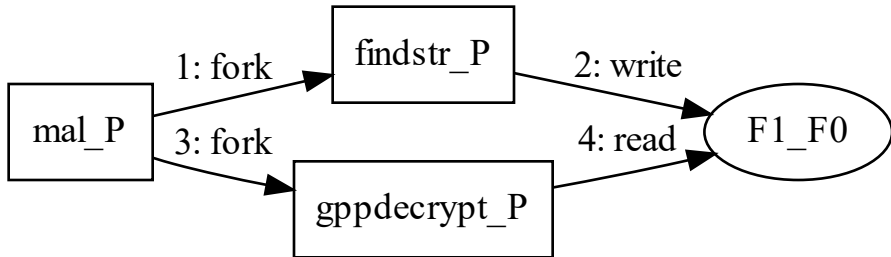 findstr_P
1: fork
2: write
mal_P
F1_F0
3: fork
4: read
gppdecrypt_P